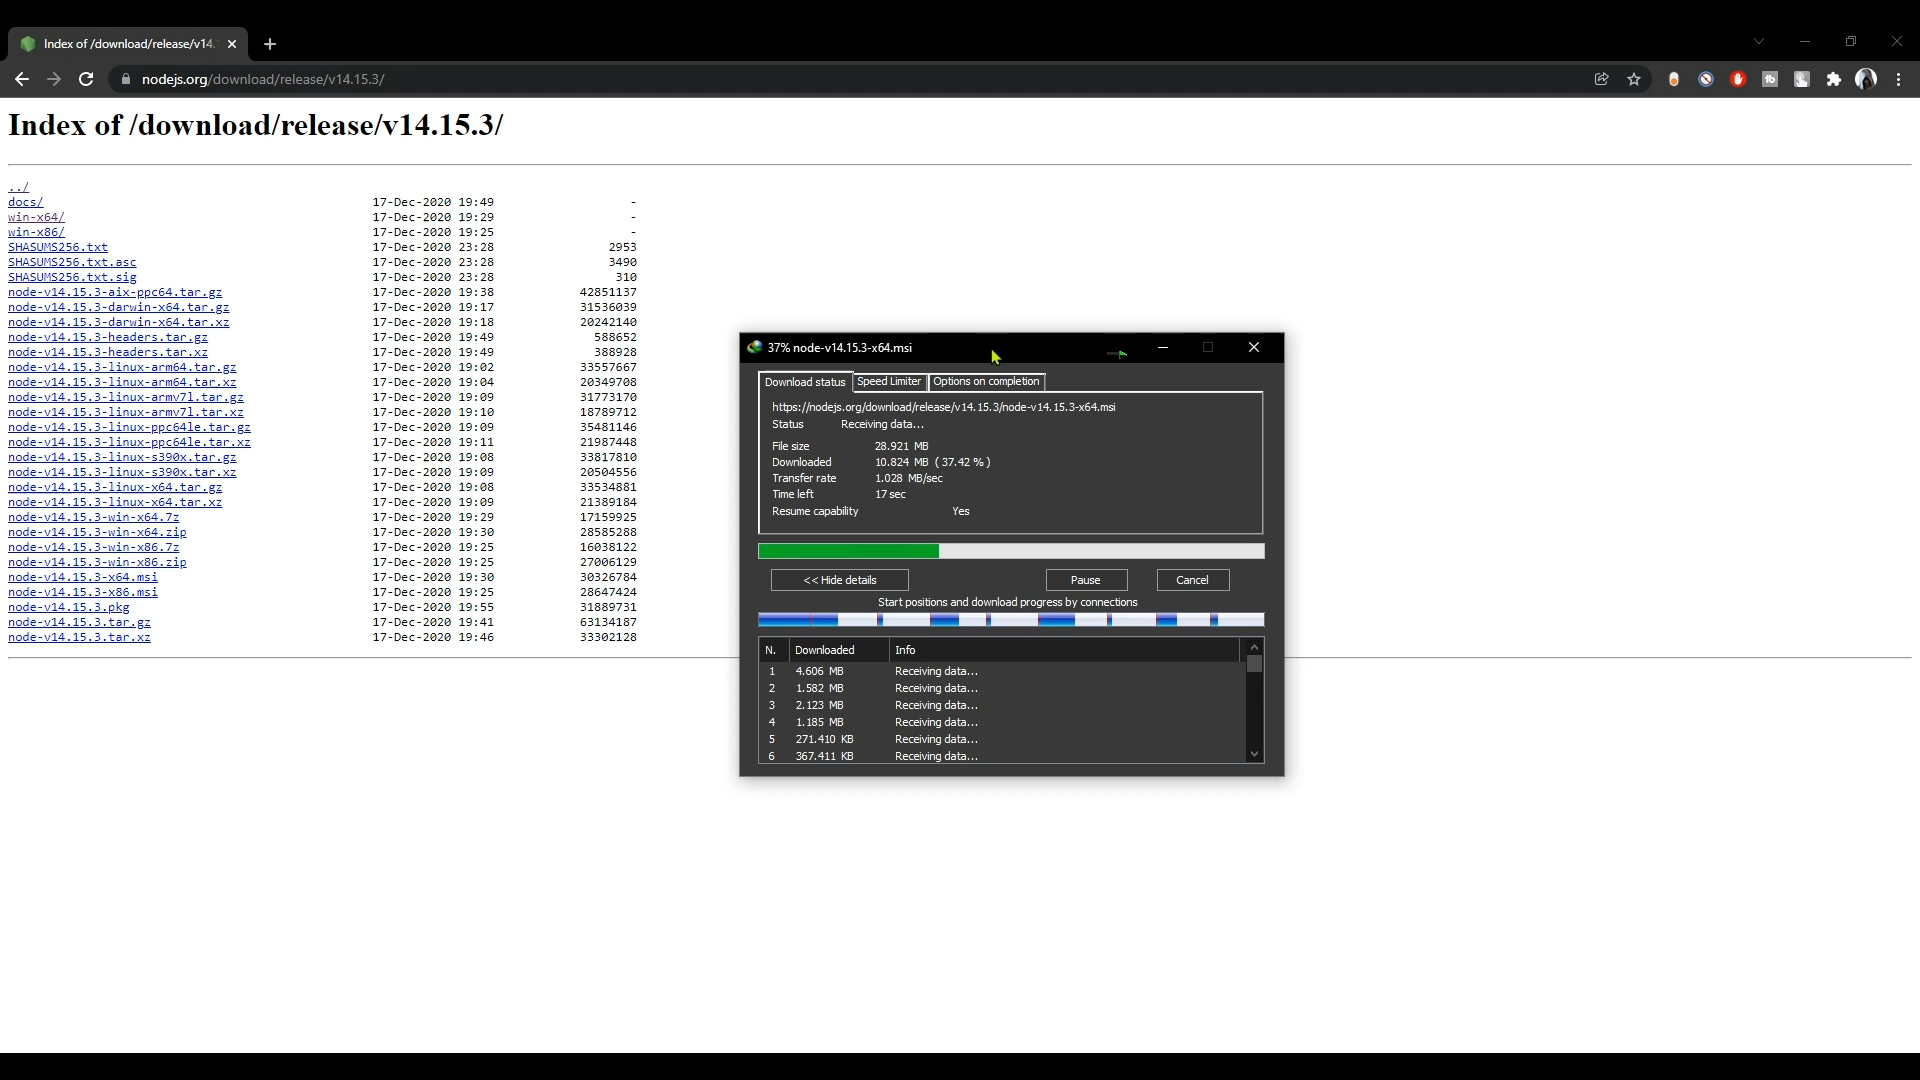 Index of /download/release/v14.
nodejs.org/download/release/v14.15.3/
Index of /download/release/v14.15.3/
../
docs/ 17-Dec-2020 19:49 -
win-x64/ 17-Dec-2020 19:29 -
win-x86/ 17-Dec-2020 19:25 -
SHASUMS256.txt 17-Dec-2020 23:28 2953
SHASUMS256.txt.asc 17-Dec-2020 23:28 3490
SHASUMS256.txt.sig 17-Dec-2020 23:28 310
node-v14.15.3-aix-ppc64.tar.gz 17-Dec-2020 19:38 42851137
node-v14.15.3-darwin-x64.tar.gz 17-Dec-2020 19:17 31536039
node-v14.15.3-darwin-x64.tar.xz 17-Dec-2020 19:18 20242140
node-v14.15.3-headers.tar.gz 17-Dec-2020 19:49 588652
node-v14.15.3-headers.tar.xz 17-Dec-2020 19:49 388928
node-v14.15.3-linux-arm64.tar.gz 17-Dec-2020 19:02 33557667
node-v14.15.3-linux-arm64.tar.xz 17-Dec-2020 19:04 20349708
node-v14.15.3-linux-armv7l.tar.gz 17-Dec-2020 19:09 31773170
node-v14.15.3-linux-armv7l.tar.xz 17-Dec-2020 19:10 18789712
node-v14.15.3-linux-ppc64le.tar.gz 17-Dec-2020 19:09 35481146
node-v14.15.3-linux-ppc64le.tar.xz 17-Dec-2020 19:11 21987448
node-v14.15.3-linux-s390x.tar.gz 17-Dec-2020 19:08 33817810
node-v14.15.3-linux-s390x.tar.xz 17-Dec-2020 19:09 20504556
node-v14.15.3-linux-x64.tar.gz 17-Dec-2020 19:08 33534881
node-v14.15.3-linux-x64.tar.xz 17-Dec-2020 19:09 21389184
node-v14.15.3-win-x64.7z 17-Dec-2020 19:29 17159925
node-v14.15.3-win-x64.zip 17-Dec-2020 19:30 28585288
node-v14.15.3-win-x86.7z 17-Dec-2020 19:25 16038122
node-v14.15.3-win-x86.zip 17-Dec-2020 19:25 27006129
node-v14.15.3-x64.msi 17-Dec-2020 19:30 30326784
node-v14.15.3-x86.msi 17-Dec-2020 19:25 28647424
node-v14.15.3.pkg 17-Dec-2020 19:55 31889731
node-v14.15.3.tar.gz 17-Dec-2020 19:41 63134187
node-v14.15.3.tar.xz 17-Dec-2020 19:46 33302128
37% node-v14.15.3-x64.msi
Download status Speed Limiter Options on completion
https://nodejs.org/download/release/v14.15.3/node-v14.15.3-x64.msi
Status Receiving data...
File size 28.921 MB
Downloaded 10.824 MB ( 37.42 % )
Transfer rate 1.028 MB/sec
Time left 17 sec
Resume capability Yes
<< Hide details Pause Cancel
Start positions and download progress by connections
N. Downloaded Info
1 4.606 MB Receiving data...
2 1.582 MB Receiving data...
3 2.123 MB Receiving data...
4 1.185 MB Receiving data...
5 271.410 KB Receiving data...
6 367.411 KB Receiving data...